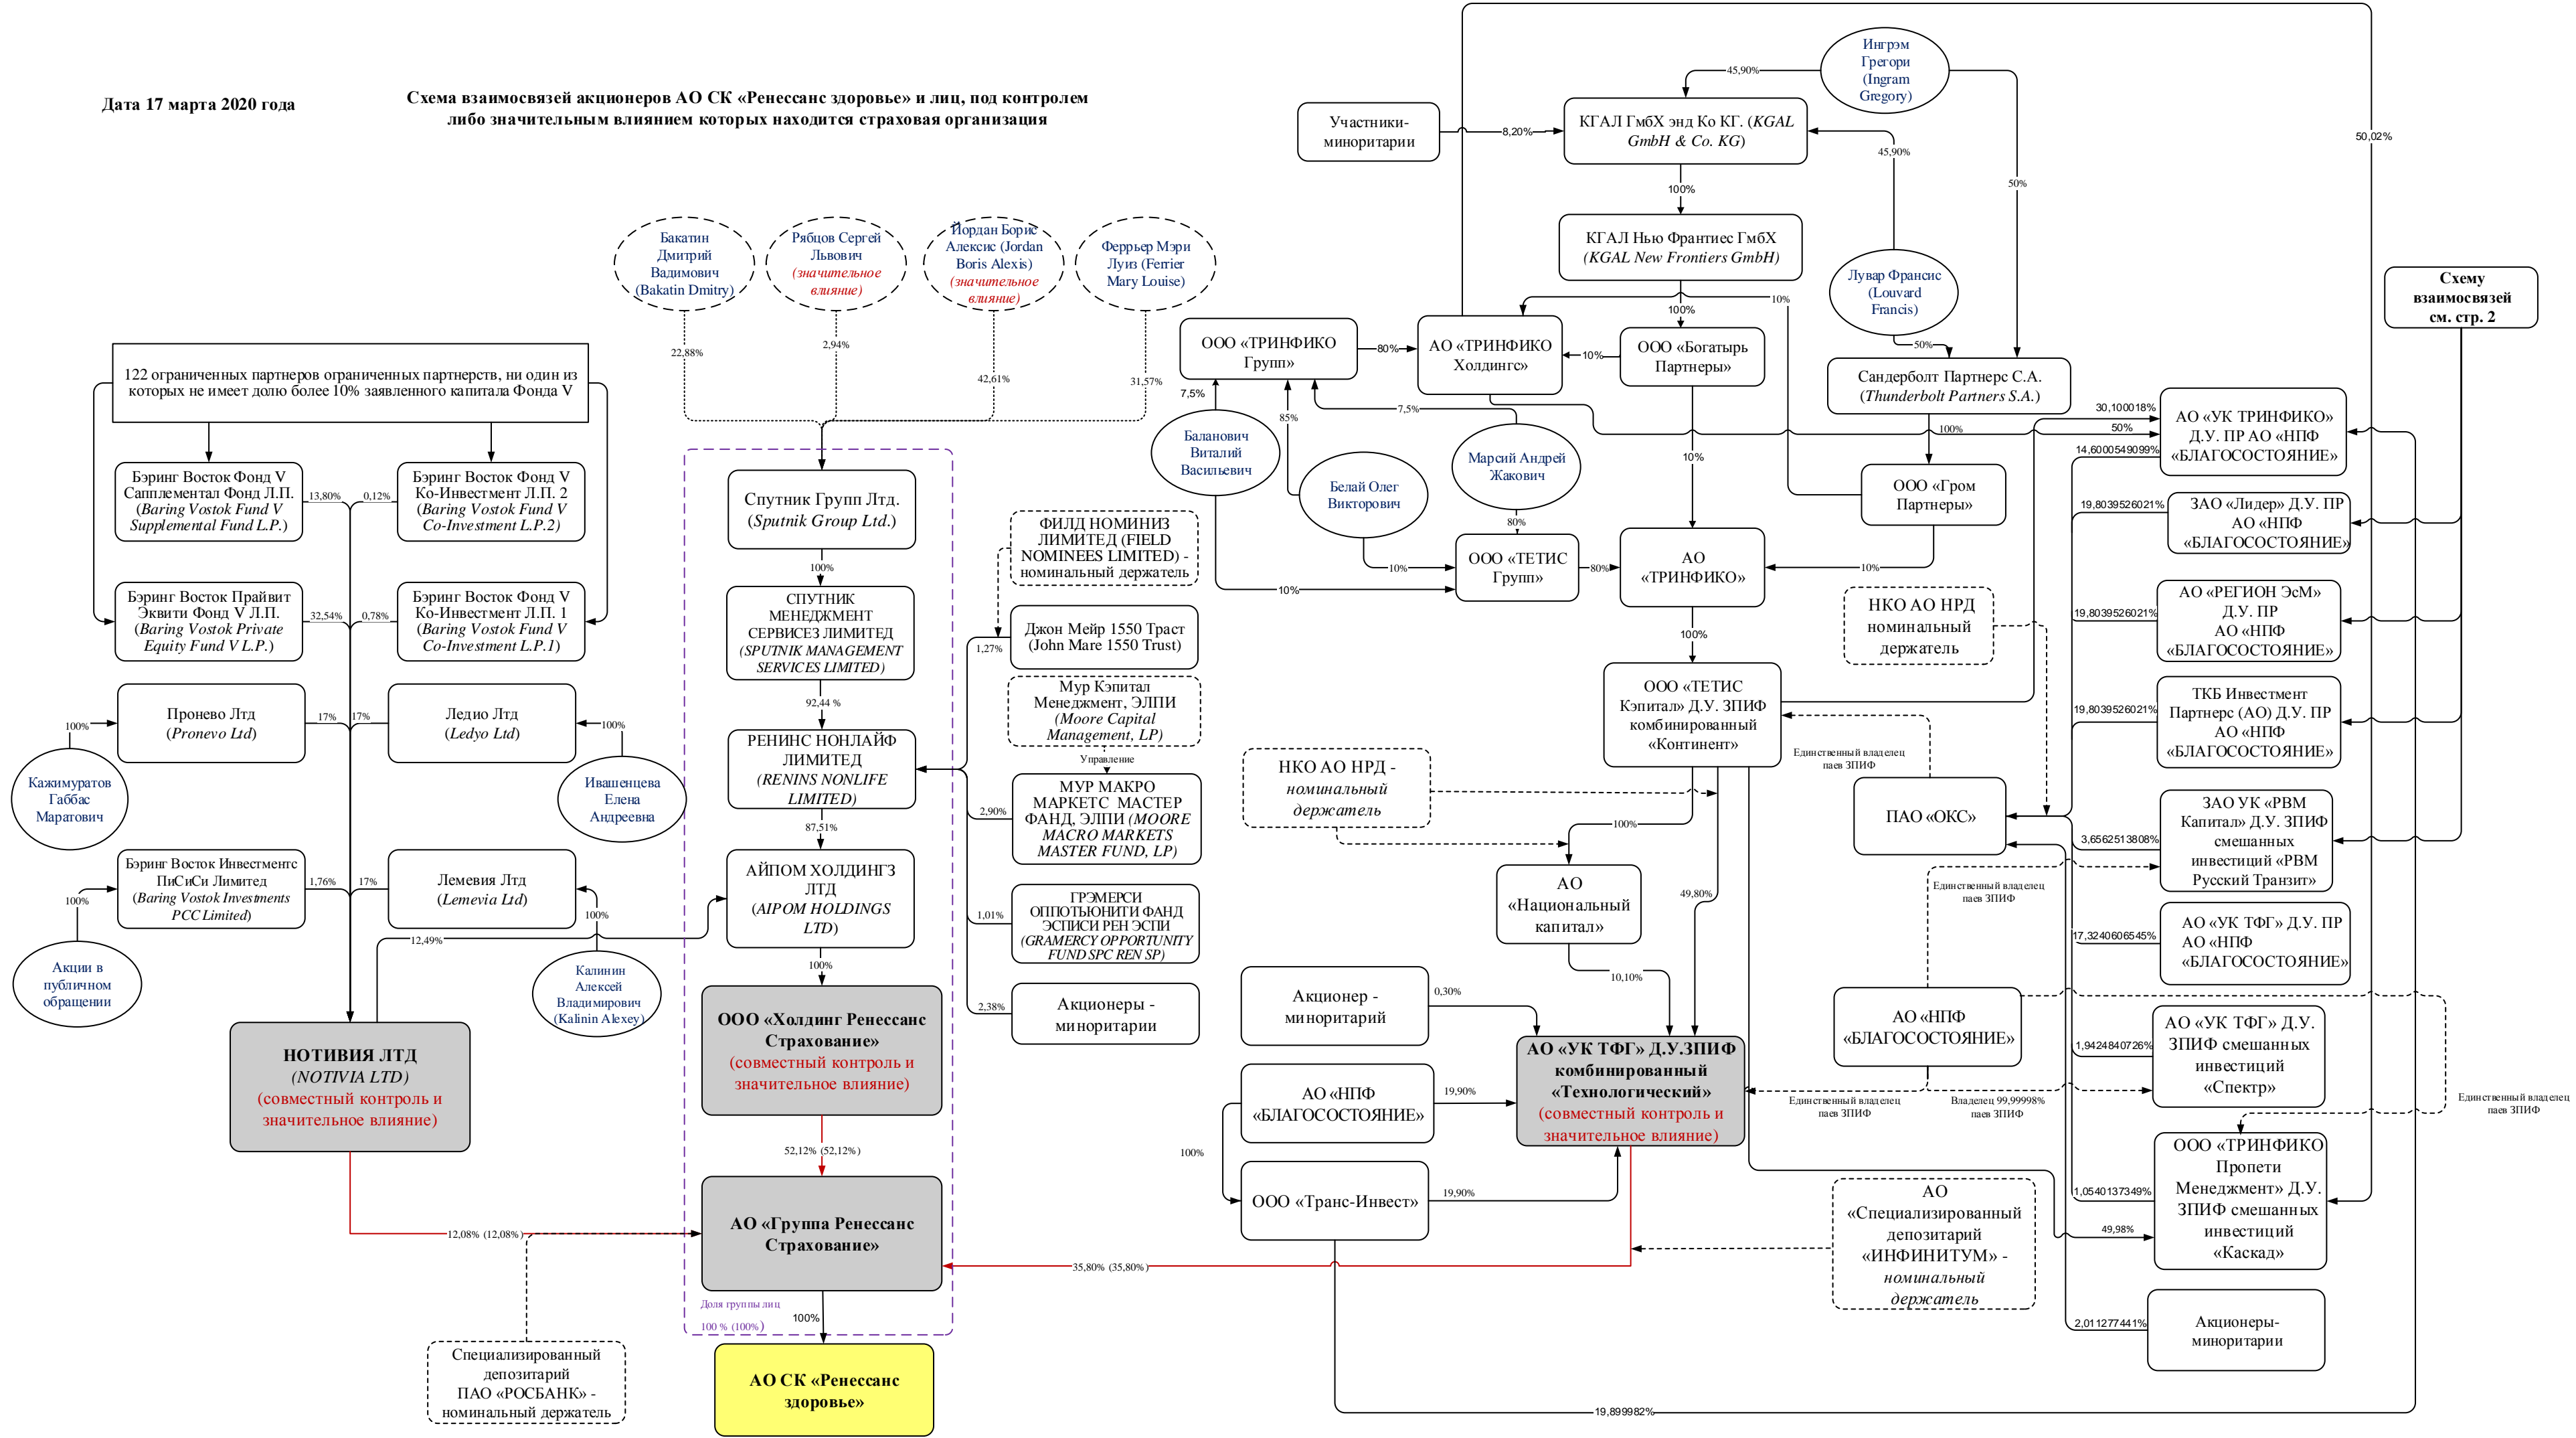 Дата 17 марта 2020 года
Схема взаимосвязей акционеров АО СК «Ренессанс здоровье» и лиц, под контролем
либо значительным влиянием которых находится страховая организация
122 ограниченных партнеров ограниченных партнерств, ни один из
которых не имеет долю более 10% заявленного капитала Фонда V
Бэринг Восток Фонд V
Сапплементал Фонд Л.П.
(Baring Vostok Fund V
Supplemental Fund L.P.)
13,80%
0,12%
Бэринг Восток Фонд V
Ко-Инвестмент Л.П. 2
(Baring Vostok Fund V
Co-Investment L.P.2)
Бэринг Восток Прайвит
Эквити Фонд V Л.П.
(Baring Vostok Private
Equity Fund V L.P.)
32,54%
0,78%
Бэринг Восток Фонд V
Ко-Инвестмент Л.П. 1
(Baring Vostok Fund V
Co-Investment L.P.1)
Пронево Лтд
(Pronevo Ltd)
17%
17%
Ледио Лтд
(Ledyo Ltd)
100%
100%
Кажимуратов
Габбас
Маратович
Ивашенцева
Елена
Андреевна
Бэринг Восток Инвестментс
ПиСиСи Лимитед
(Baring Vostok Investments
PCC Limited)
1,76%
17%
Лемевия Лтд
(Lemevia Ltd)
100%
100%
12,49%
Акции в
публичном
обращении
Калинин
Алексей
Владимирович
(Kalinin Alexey)
НОТИВИЯ ЛТД
(NOTIVIA LTD)
(совместный контроль и
значительное влияние)
12,08% (12,08%)
Специализированный
депозитарий
ПАО «РОСБАНК» -
номинальный держатель
Бакатин
Дмитрий
Вадимович
(Bakatin Dmitry)
Рябцов Сергей
Львович
(значительное
влияние)
Йордан Борис
Алексис (Jordan
Boris Alexis)
(значительное
влияние)
Феррьер Мэри
Луиз (Ferrier
Mary Louise)
22,88%
2,94%
42,61%
31,57%
Спутник Групп Лтд.
(Sputnik Group Ltd.)
100%
СПУТНИК
МЕНЕДЖМЕНТ
СЕРВИСЕЗ ЛИМИТЕД
(SPUTNIK MANAGEMENT
SERVICES LIMITED)
92,44 %
РЕНИНС НОНЛАЙФ
ЛИМИТЕД
(RENINS NONLIFE
LIMITED)
87,51%
АЙПОМ ХОЛДИНГЗ
ЛТД
(AIPOM HOLDINGS
LTD)
100%
ООО «Холдинг Ренессанс
Страхование»
(совместный контроль и
значительное влияние)
52,12% (52,12%)
АО «Группа Ренессанс
Страхование»
Доля группы лиц
100 % (100%)
100%
АО СК «Ренессанс
здоровье»
ФИЛД НОМИНИЗ
ЛИМИТЕД (FIELD
NOMINEES LIMITED) -
номинальный держатель
1,27%
Джон Мейр 1550 Траст
(John Mare 1550 Trust)
Мур Кэпитал
Менеджмент, ЭЛПИ
(Moore Capital
Management, LP)
Управление
2,90%
МУР МАКРО
МАРКЕТС МАСТЕР
ФАНД, ЭЛПИ (MOORE
MACRO MARKETS
MASTER FUND, LP)
1,01%
ГРЭМЕРСИ
ОППОТЬЮНИТИ ФАНД
ЭСПИСИ РЕН ЭСПИ
(GRAMERCY OPPORTUNITY
FUND SPC REN SP)
2,38%
Акционеры -
миноритарии
Участники-
миноритарии
8,20%
КГАЛ ГмбХ энд Ко КГ. (KGAL
GmbH & Co. KG)
45,90%
Ингрэм
Грегори
(Ingram
Gregory)
45,90%
50%
50,02%
100%
КГАЛ Нью Франтиес ГмбХ
(KGAL New Frontiers GmbH)
Лувар Франсис
(Louvard
Francis)
100%
10%
50%
ООО «ТРИНФИКО
Групп»
80%
АО «ТРИНФИКО
Холдингс»
10%
ООО «Богатырь
Партнеры»
Сандерболт Партнерс С.А.
(Thunderbolt Partners S.A.)
7,5%
85%
7,5%
100%
50%
30,100018%
Баланович
Виталий
Васильевич
Белай Олег
Викторович
Марсий Андрей
Жакович
10%
ООО «Гром
Партнеры»
80%
10%
10%
ООО «ТЕТИС
Групп»
80%
АО
«ТРИНФИКО»
10%
100%
НКО АО НРД
номинальный
держатель
ООО «ТЕТИС
Кэпитал» Д.У. ЗПИФ
комбинированный
«Континент»
Единственный владелец
паев ЗПИФ
НКО АО НРД -
номинальный
держатель
100%
49,80%
ПАО «ОКС»
АО
«Национальный
капитал»
10,10%
Единственный владелец
паев ЗПИФ
Акционер -
миноритарий
0,30%
АО «НПФ
«БЛАГОСОСТОЯНИЕ»
19,90%
100%
ООО «Транс-Инвест»
19,90%
АО «УК ТФГ» Д.У.ЗПИФ
комбинированный
«Технологический»
(совместный контроль и
значительное влияние)
35,80% (35,80%)
АО «НПФ
«БЛАГОСОСТОЯНИЕ»
Единственный владелец
паев ЗПИФ
Владелец 99,99998%
паев ЗПИФ
Единственный владелец
паев ЗПИФ
АО
«Специализированный
депозитарий
«ИНФИНИТУМ» -
номинальный
держатель
19,899982%
Схему
взаимосвязей
см. стр. 2
АО «УК ТРИНФИКО»
Д.У. ПР АО «НПФ
«БЛАГОСОСТОЯНИЕ»
14,6000549099%
19,8039526021%
ЗАО «Лидер» Д.У. ПР
АО «НПФ
«БЛАГОСОСТОЯНИЕ»
19,8039526021%
АО «РЕГИОН ЭсМ»
Д.У. ПР
АО «НПФ
«БЛАГОСОСТОЯНИЕ»
19,8039526021%
ТКБ Инвестмент
Партнерс (АО) Д.У. ПР
АО «НПФ
«БЛАГОСОСТОЯНИЕ»
3,6562513808%
ЗАО УК «РВМ
Капитал» Д.У. ЗПИФ
смешанных
инвестиций «РВМ
Русский Транзит»
17,3240606545%
АО «УК ТФГ» Д.У. ПР
АО «НПФ
«БЛАГОСОСТОЯНИЕ»
1,9424840726%
АО «УК ТФГ» Д.У.
ЗПИФ смешанных
инвестиций
«Спектр»
1,0540137349%
49,98%
ООО «ТРИНФИКО
Пропети
Менеджмент» Д.У.
ЗПИФ смешанных
инвестиций
«Каскад»
2,011277441%
Акционеры-
миноритарии